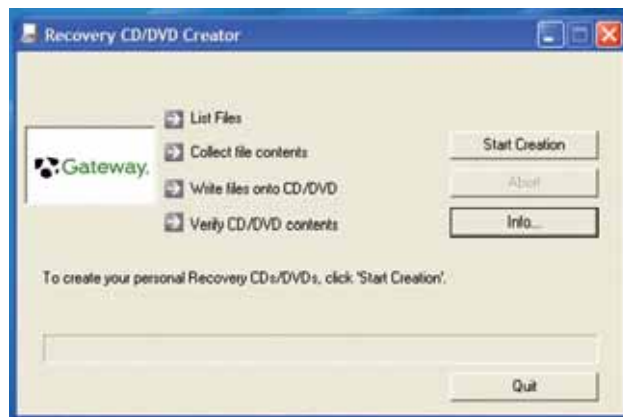 Recovery CD/DVD Creator
Gateway.
List Files
Collect file contents
Write files onto CD/DVD
Verify CD/DVD contents
Start Creation
Abort
Info...
To create your personal Recovery CDs/DVDs, click 'Start Creation'.
Quit